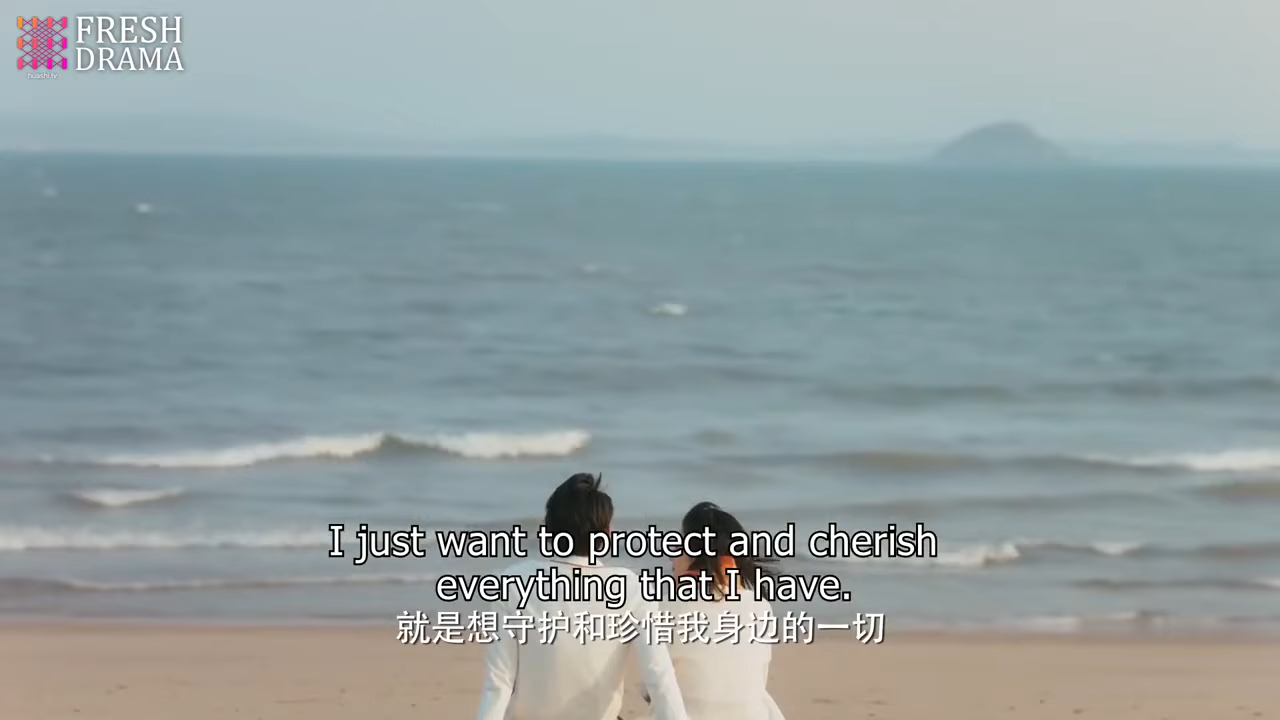 FRESH
DRAMA
huashi.tv
I just want to protect and cherish
everything that I have.
就是想守护和珍惜我身边的一切